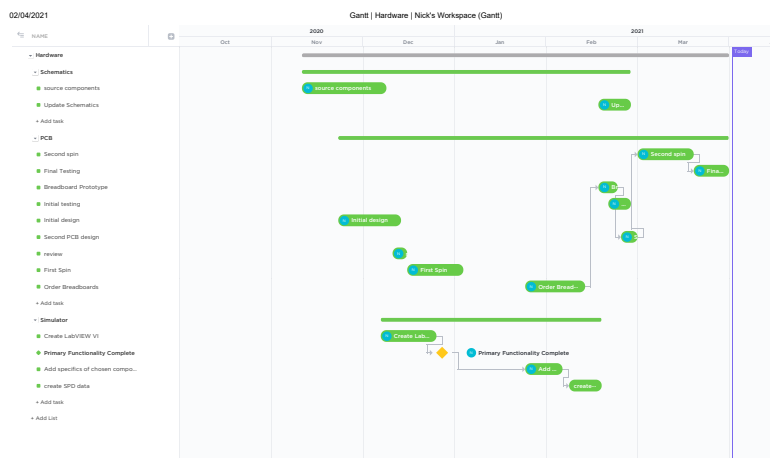 02/04/2021
Gantt | Hardware | Nick's Workspace (Gantt)
NAME
2020
2021
Oct
Nov
Dec
Jan
Feb
Mar
Today
Hardware
Schematics
source components
source components
Update Schematics
Up...
+ Add task
PCB
Second spin
Second spin
Final Testing
Fina...
Breadboard Prototype
Initial testing
...
Initial design
Initial design
Second PCB design
review
First Spin
First Spin
Order Breadboards
Order Bread...
+ Add task
Simulator
Create LabVIEW VI
Create Lab...
Primary Functionality Complete
Primary Functionality Complete
Add specifics of chosen compo...
Add ...
create SPD data
create...
+ Add task
+ Add List